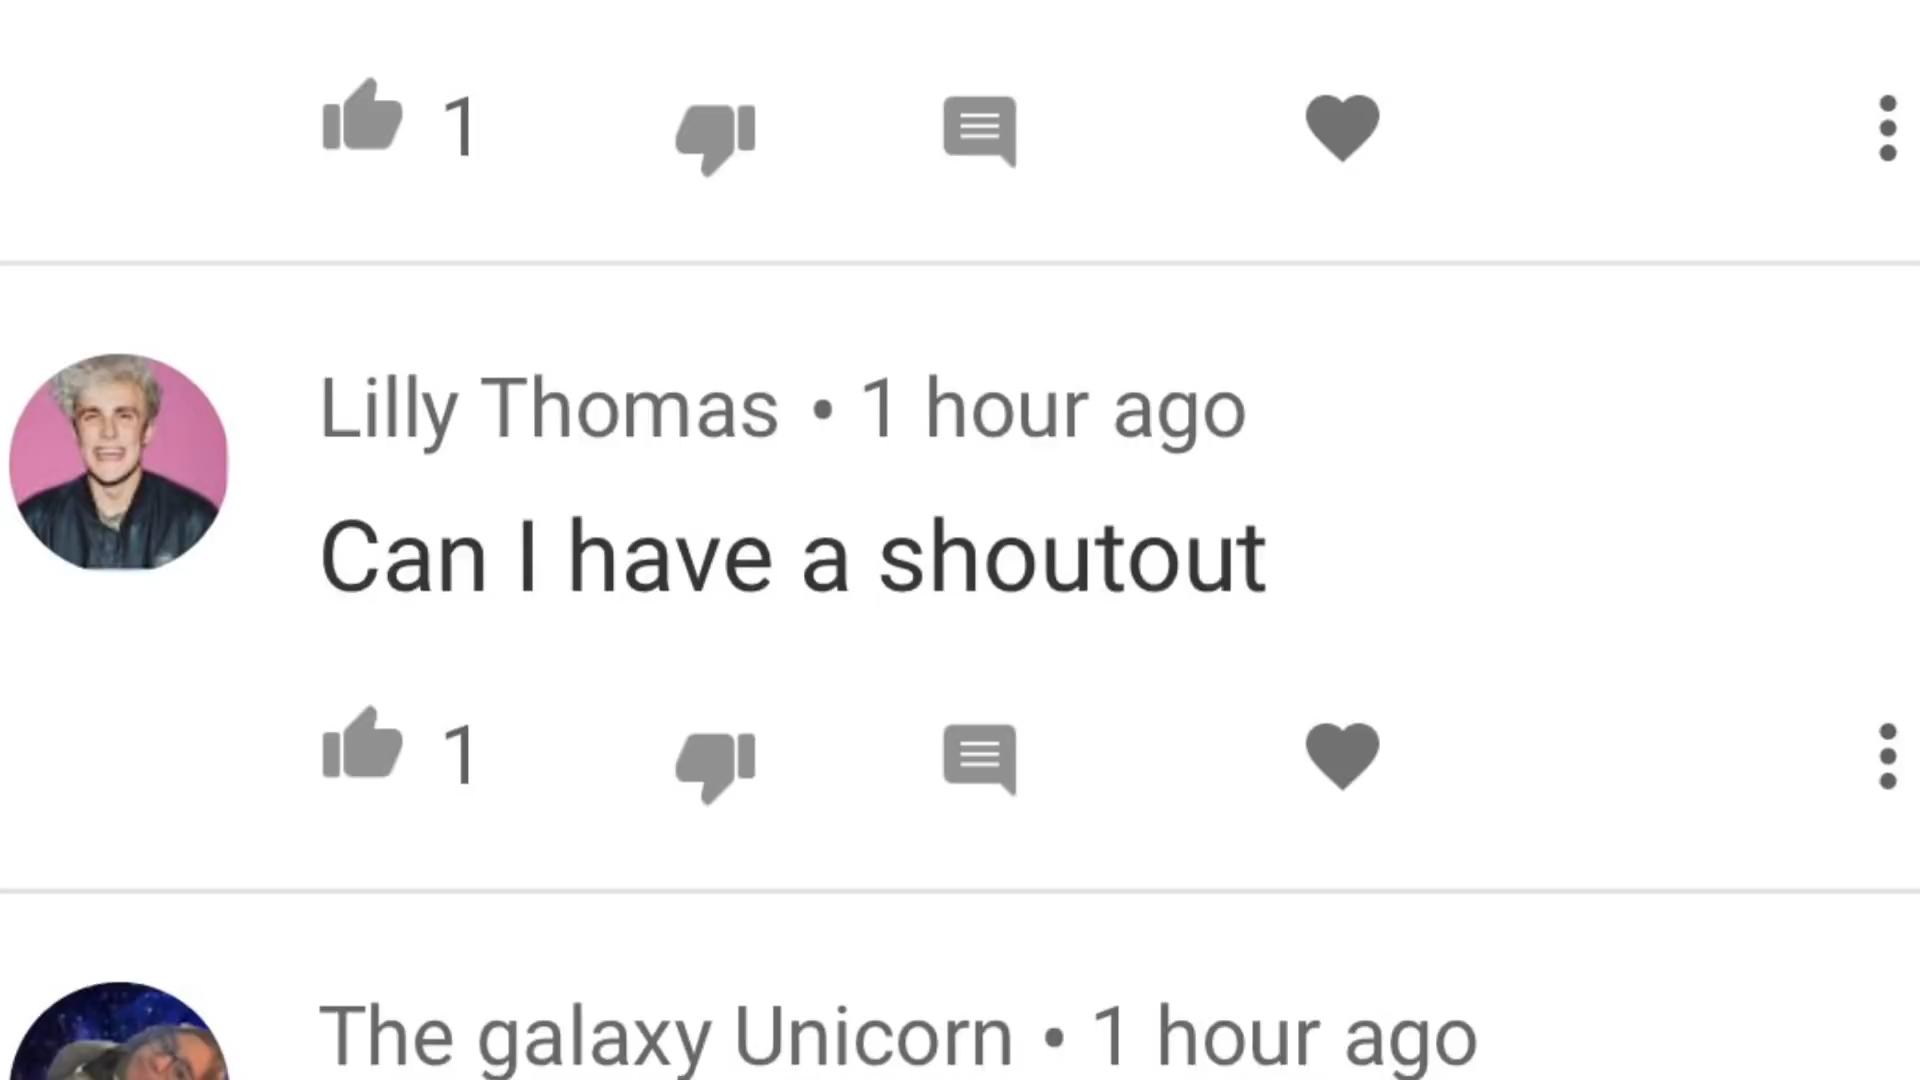 1
Lilly Thomas • 1 hour ago
Can I have a shoutout
1
The galaxy Unicorn • 1 hour ago